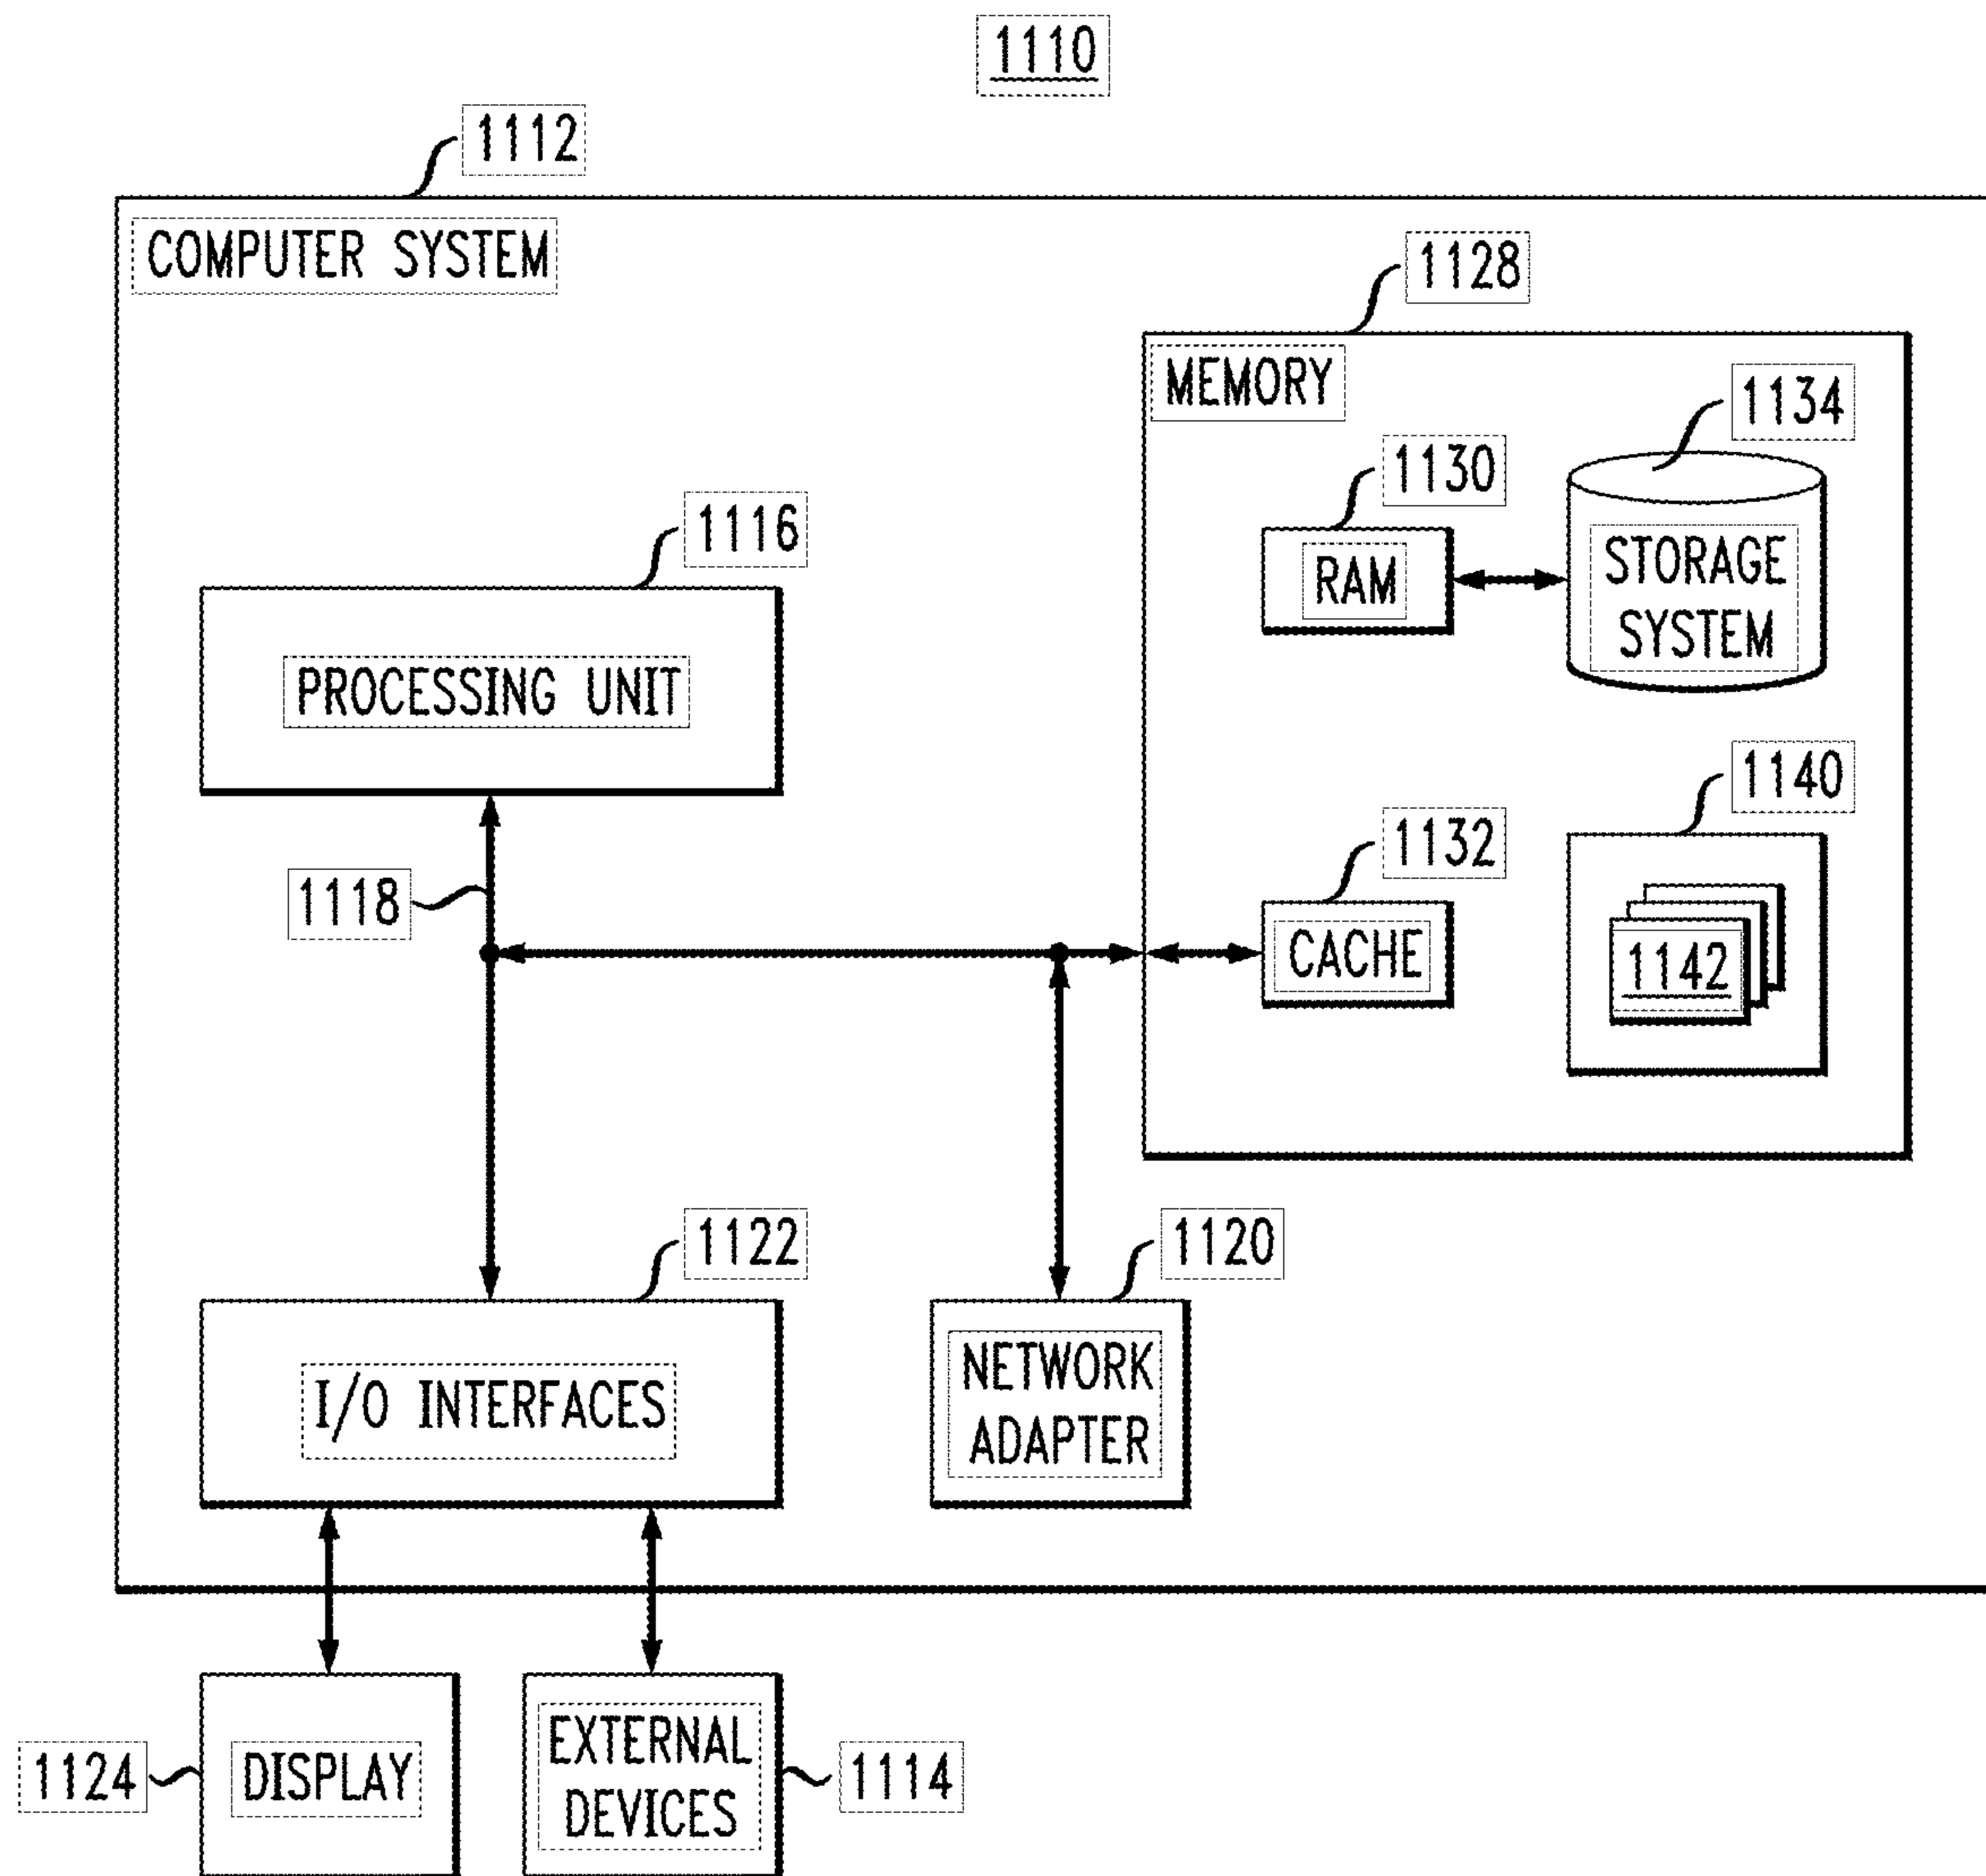 1110
1112
COMPUTER SYSTEM
1128
MEMORY
1134
1130
RAM
STORAGE
SYSTEM
1116
PROCESSING UNIT
1140
1132
1118
CACHE
1142
1122
1120
I/O INTERFACES
NETWORK
ADAPTER
1124
DISPLAY
EXTERNAL
DEVICES
1114